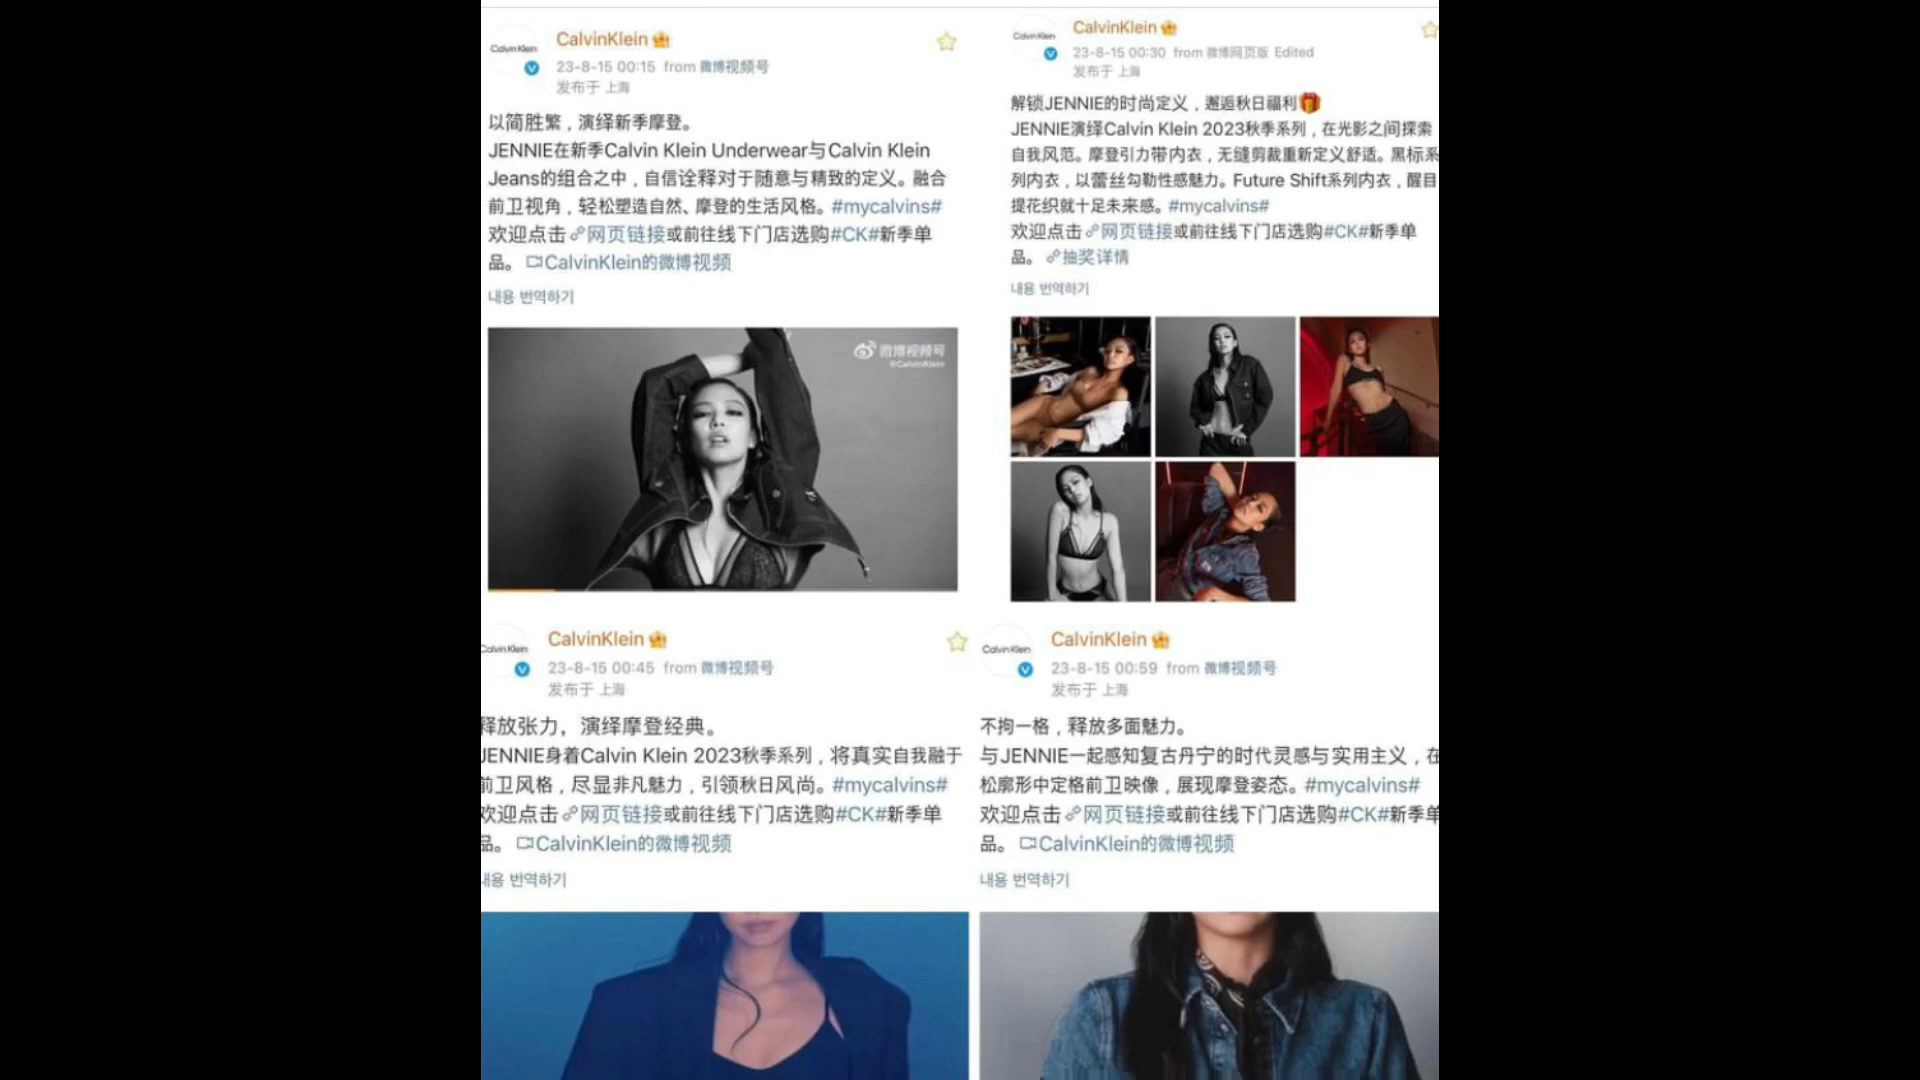 CalvinKlein
CalvinKlein
23-8-15 00:15 from 微博视频号
发布于 上海
以简胜繁，演绎新季摩登。
JENNIE在新季Calvin Klein Underwear与Calvin Klein
Jeans的组合之中，自信诠释对于随意与精致的定义。融合
前卫视角，轻松塑造自然、摩登的生活风格。#mycalvins#
欢迎点击网页链接或前往线下门店选购#CK#新季单
品。 CalvinKlein的微博视频
내용 번역하기
微博视频号
@CalvinKlein
CalvinKlein
CalvinKlein
23-8-15 00:30 from 微博网页版 Edited
发布于 上海
解锁JENNIE的时尚定义，邂逅秋日福利
JENNIE演绎Calvin Klein 2023秋季系列，在光影之间探索
自我风范。摩登引力带内衣，无缝剪裁重新定义舒适。黑标系
列内衣，以蕾丝勾勒性感魅力。Future Shift系列内衣，醒目
提花织就十足未来感。#mycalvins#
欢迎点击网页链接或前往线下门店选购#CK#新季单
品。 抽奖详情
내용 번역하기
CalvinKlein
CalvinKlein
23-8-15 00:45 from 微博视频号
发布于 上海
释放张力，演绎摩登经典。
JENNIE身着Calvin Klein 2023秋季系列，将真实自我融于
前卫风格，尽显非凡魅力，引领秋日风尚。#mycalvins#
欢迎点击网页链接或前往线下门店选购#CK#新季单
品。 CalvinKlein的微博视频
내용 번역하기
CalvinKlein
CalvinKlein
23-8-15 00:59 from 微博视频号
发布于 上海
不拘一格，释放多面魅力。
与JENNIE一起感知复古丹宁的时代灵感与实用主义，在
松廓形中定格前卫映像，展现摩登姿态。#mycalvins#
欢迎点击网页链接或前往线下门店选购#CK#新季单
品。 CalvinKlein的微博视频
내용 번역하기